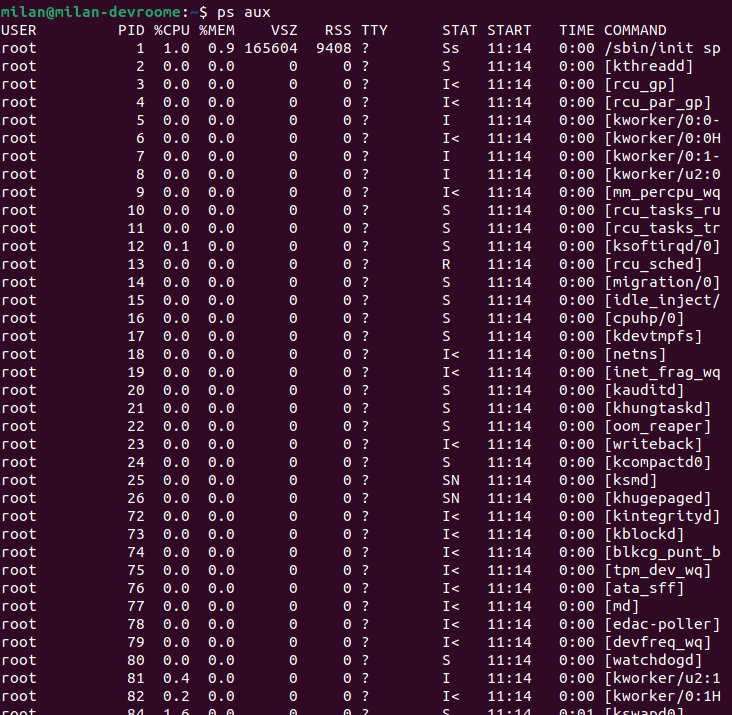 milan@milan-devroome:~$ ps aux
USER         PID %CPU %MEM    VSZ   RSS TTY      STAT START   TIME COMMAND
root           1  1.0  0.9 165604  9408 ?        Ss   11:14   0:00 /sbin/init sp
root           2  0.0  0.0      0     0 ?        S    11:14   0:00 [kthreadd]
root           3  0.0  0.0      0     0 ?        I<   11:14   0:00 [rcu_gp]
root           4  0.0  0.0      0     0 ?        I<   11:14   0:00 [rcu_par_gp]
root           5  0.0  0.0      0     0 ?        I    11:14   0:00 [kworker/0:0-
root           6  0.0  0.0      0     0 ?        I<   11:14   0:00 [kworker/0:0H
root           7  0.0  0.0      0     0 ?        I    11:14   0:00 [kworker/0:1-
root           8  0.0  0.0      0     0 ?        I    11:14   0:00 [kworker/u2:0
root           9  0.0  0.0      0     0 ?        I<   11:14   0:00 [mm_percpu_wq
root          10  0.0  0.0      0     0 ?        S    11:14   0:00 [rcu_tasks_ru
root          11  0.0  0.0      0     0 ?        S    11:14   0:00 [rcu_tasks_tr
root          12  0.1  0.0      0     0 ?        S    11:14   0:00 [ksoftirqd/0]
root          13  0.0  0.0      0     0 ?        R    11:14   0:00 [rcu_sched]
root          14  0.0  0.0      0     0 ?        S    11:14   0:00 [migration/0]
root          15  0.0  0.0      0     0 ?        S    11:14   0:00 [idle_inject/
root          16  0.0  0.0      0     0 ?        S    11:14   0:00 [cpuhp/0]
root          17  0.0  0.0      0     0 ?        S    11:14   0:00 [kdevtmpfs]
root          18  0.0  0.0      0     0 ?        I<   11:14   0:00 [netns]
root          19  0.0  0.0      0     0 ?        I<   11:14   0:00 [inet_frag_wq
root          20  0.0  0.0      0     0 ?        S    11:14   0:00 [kauditd]
root          21  0.0  0.0      0     0 ?        S    11:14   0:00 [khungtaskd]
root          22  0.0  0.0      0     0 ?        S    11:14   0:00 [oom_reaper]
root          23  0.0  0.0      0     0 ?        I<   11:14   0:00 [writeback]
root          24  0.0  0.0      0     0 ?        S    11:14   0:00 [kcompactd0]
root          25  0.0  0.0      0     0 ?        SN   11:14   0:00 [ksmd]
root          26  0.0  0.0      0     0 ?        SN   11:14   0:00 [khugepaged]
root          72  0.0  0.0      0     0 ?        I<   11:14   0:00 [kintegrityd]
root          73  0.0  0.0      0     0 ?        I<   11:14   0:00 [kblockd]
root          74  0.0  0.0      0     0 ?        I<   11:14   0:00 [blkcg_punt_b
root          75  0.0  0.0      0     0 ?        I<   11:14   0:00 [tpm_dev_wq]
root          76  0.0  0.0      0     0 ?        I<   11:14   0:00 [ata_sff]
root          77  0.0  0.0      0     0 ?        I<   11:14   0:00 [md]
root          78  0.0  0.0      0     0 ?        I<   11:14   0:00 [edac-poller]
root          79  0.0  0.0      0     0 ?        I<   11:14   0:00 [devfreq_wq]
root          80  0.0  0.0      0     0 ?        S    11:14   0:00 [watchdogd]
root          81  0.4  0.0      0     0 ?        I    11:14   0:00 [kworker/u2:1
root          82  0.2  0.0      0     0 ?        I<   11:14   0:00 [kworker/0:1H
root          84  1.6  0.0      0     0 ?        S    11:14   0:01 [kswapd0]